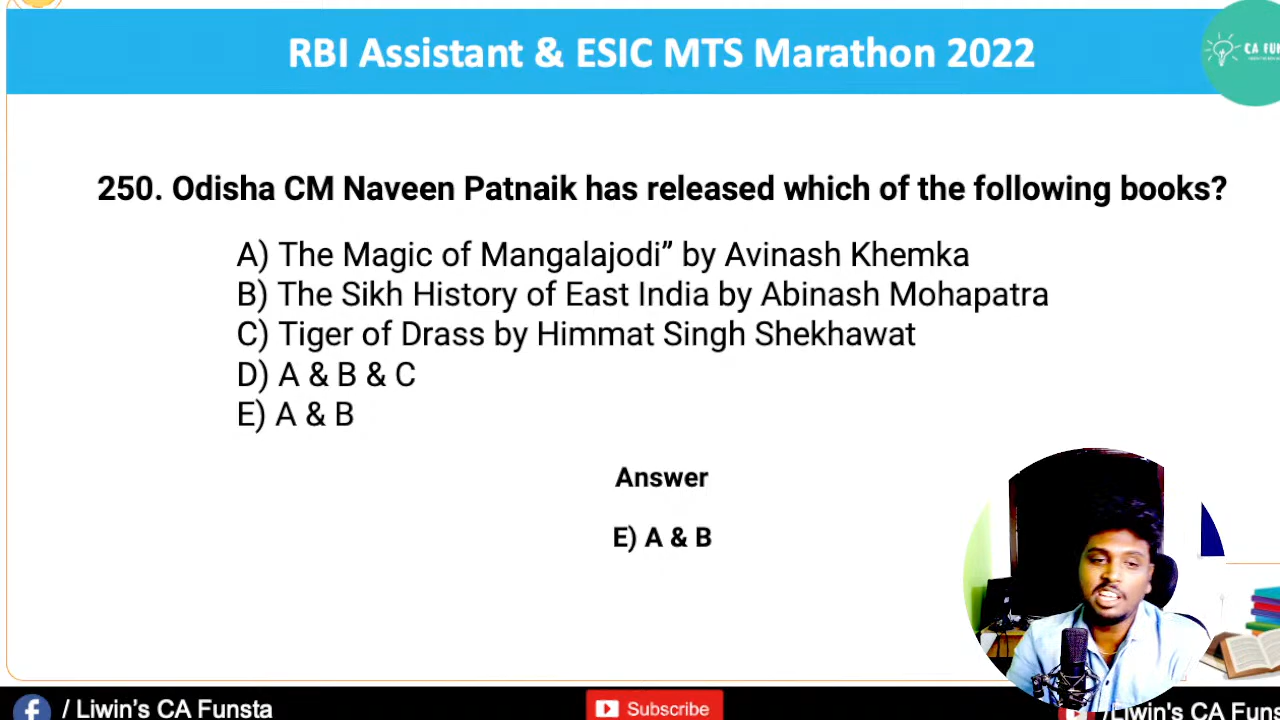 RBI Assistant & ESIC MTS Marathon 2022
CA FUN
250. Odisha CM Naveen Patnaik has released which of the following books?
A) The Magic of Mangalajodi” by Avinash Khemka
B) The Sikh History of East India by Abinash Mohapatra
C) Tiger of Drass by Himmat Singh Shekhawat
D) A & B & C
E) A & B
Answer
E) A & B
/ Liwin’s CA Funsta
Subscribe
/Liwin's CA Funs